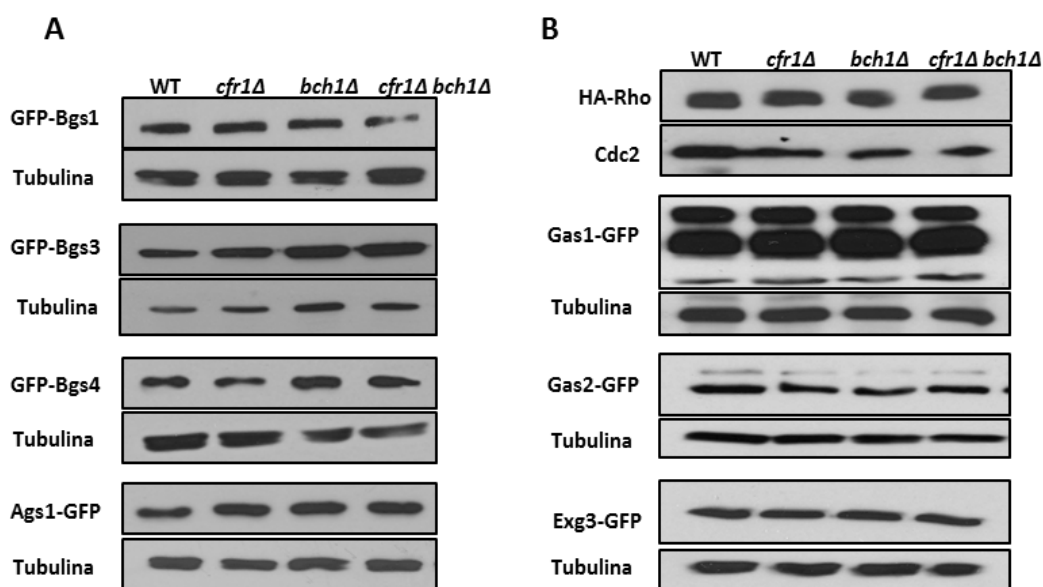 A
WT cfr1Δ bch1Δ cfr1Δ bch1Δ
GFP-Bgs1
Tubulina
GFP-Bgs3
Tubulina
GFP-Bgs4
Tubulina
Ags1-GFP
Tubulina
B
WT cfr1Δ bch1Δ cfr1Δ bch1Δ
HA-Rho
Cdc2
Gas1-GFP
Tubulina
Gas2-GFP
Tubulina
Exg3-GFP
Tubulina